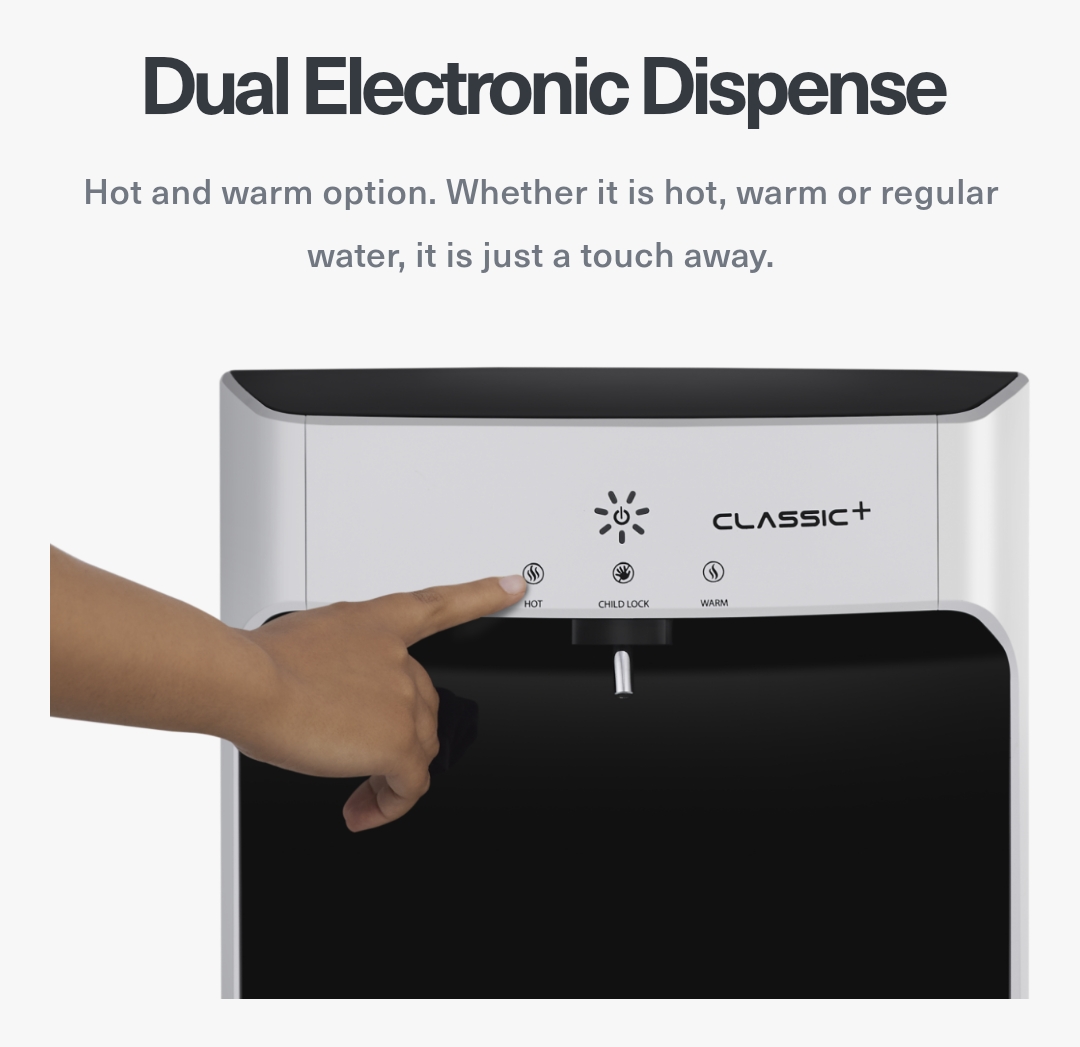 Dual Electronic Dispense
Hot and warm option. Whether it is hot, warm or regular
water, it is just a touch away.
CLASSIC+
HOT
CHILD LOCK
WARM